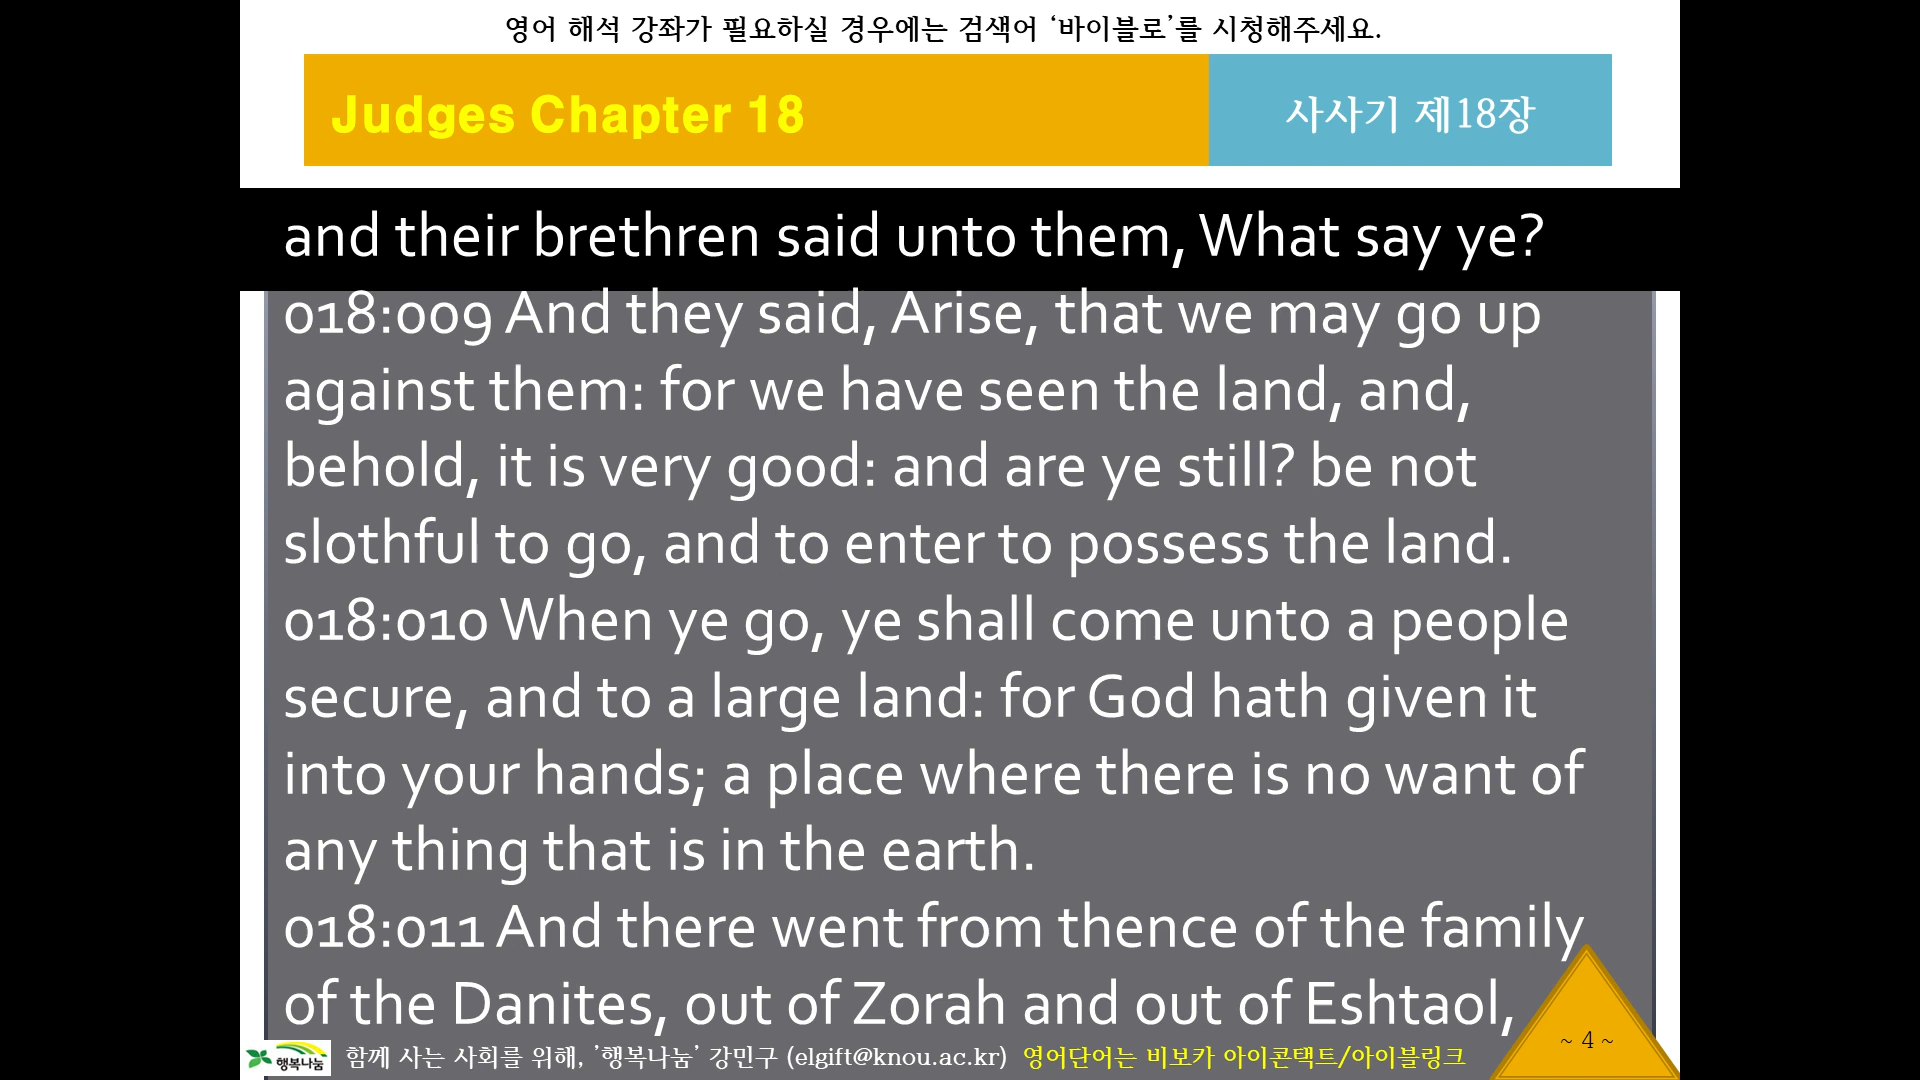 영어 해석 강좌가 필요하실 경우에는 검색어 ‘바이블로’를 시청해주세요.
Judges Chapter 18
사사기 제18장
and their brethren said unto them, What say ye?
018:009 And they said, Arise, that we may go up
against them: for we have seen the land, and,
behold, it is very good: and are ye still? be not
slothful to go, and to enter to possess the land.
018:010 When ye go, ye shall come unto a people
secure, and to a large land: for God hath given it
into your hands; a place where there is no want of
any thing that is in the earth.
018:011 And there went from thence of the family
of the Danites, out of Zorah and out of Eshtaol,
행복나눔
함께 사는 사회를 위해, ’행복나눔’ 강민구 (elgift@knou.ac.kr) 영어단어는 비보카 아이콘택트/아이블링크
~ 4 ~